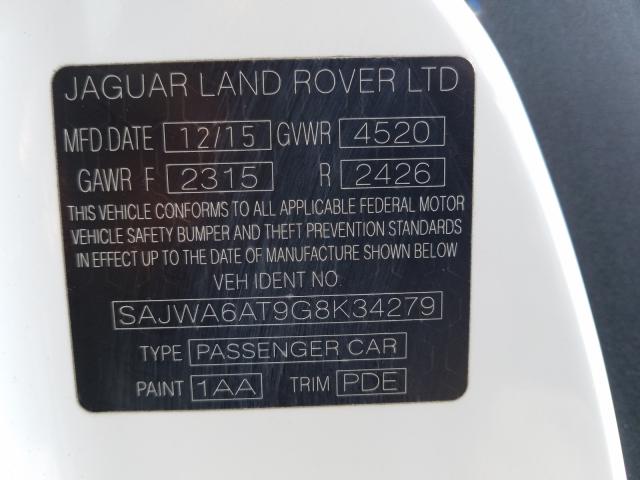 JAGUAR LAND ROVER LTD
MFD.DATE 12/15 GVWR 4520
GAWR F 2315 R 2426
THIS VEHICLE CONFORMS TO ALL APPLICABLE FEDERAL MOTOR
VEHICLE SAFETY BUMPER AND THEFT PREVENTION STANDARDS
IN EFFECT UP TO THE DATE OF MANUFACTURE SHOWN BELOW
VEH IDENT NO.
SAJWA6AT9G8K34279
TYPE PASSENGER CAR
PAINT 1AA TRIM PDE